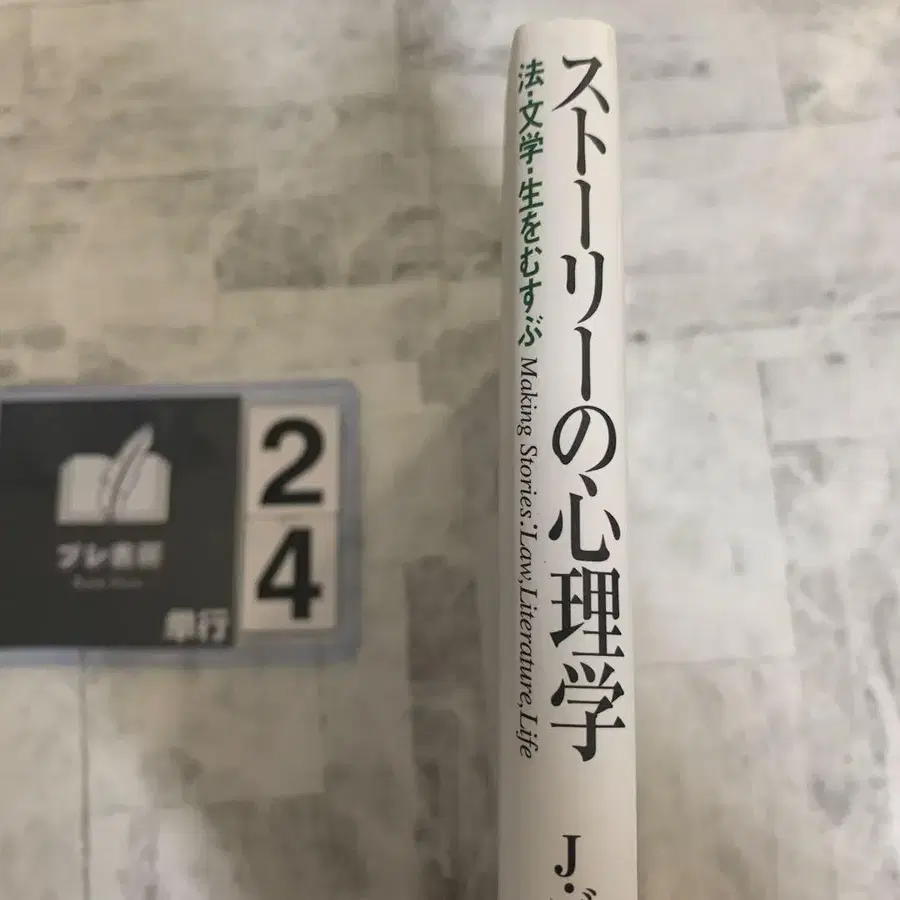 ストーリーの心理学
法・文学・生をむすぶ
Making Stories:Law,Literature,Life
J・
2
4
単行